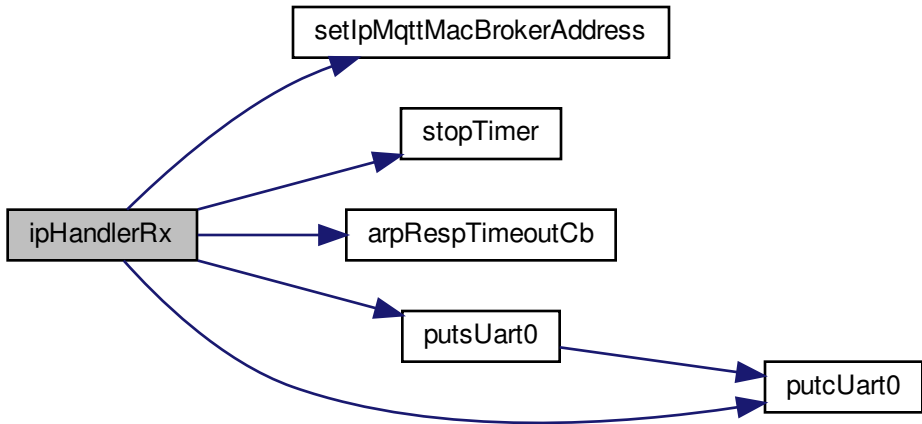 setIpMqttMacBrokerAddress
stopTimer
ipHandlerRx
arpRespTimeoutCb
putsUart0
putcUart0